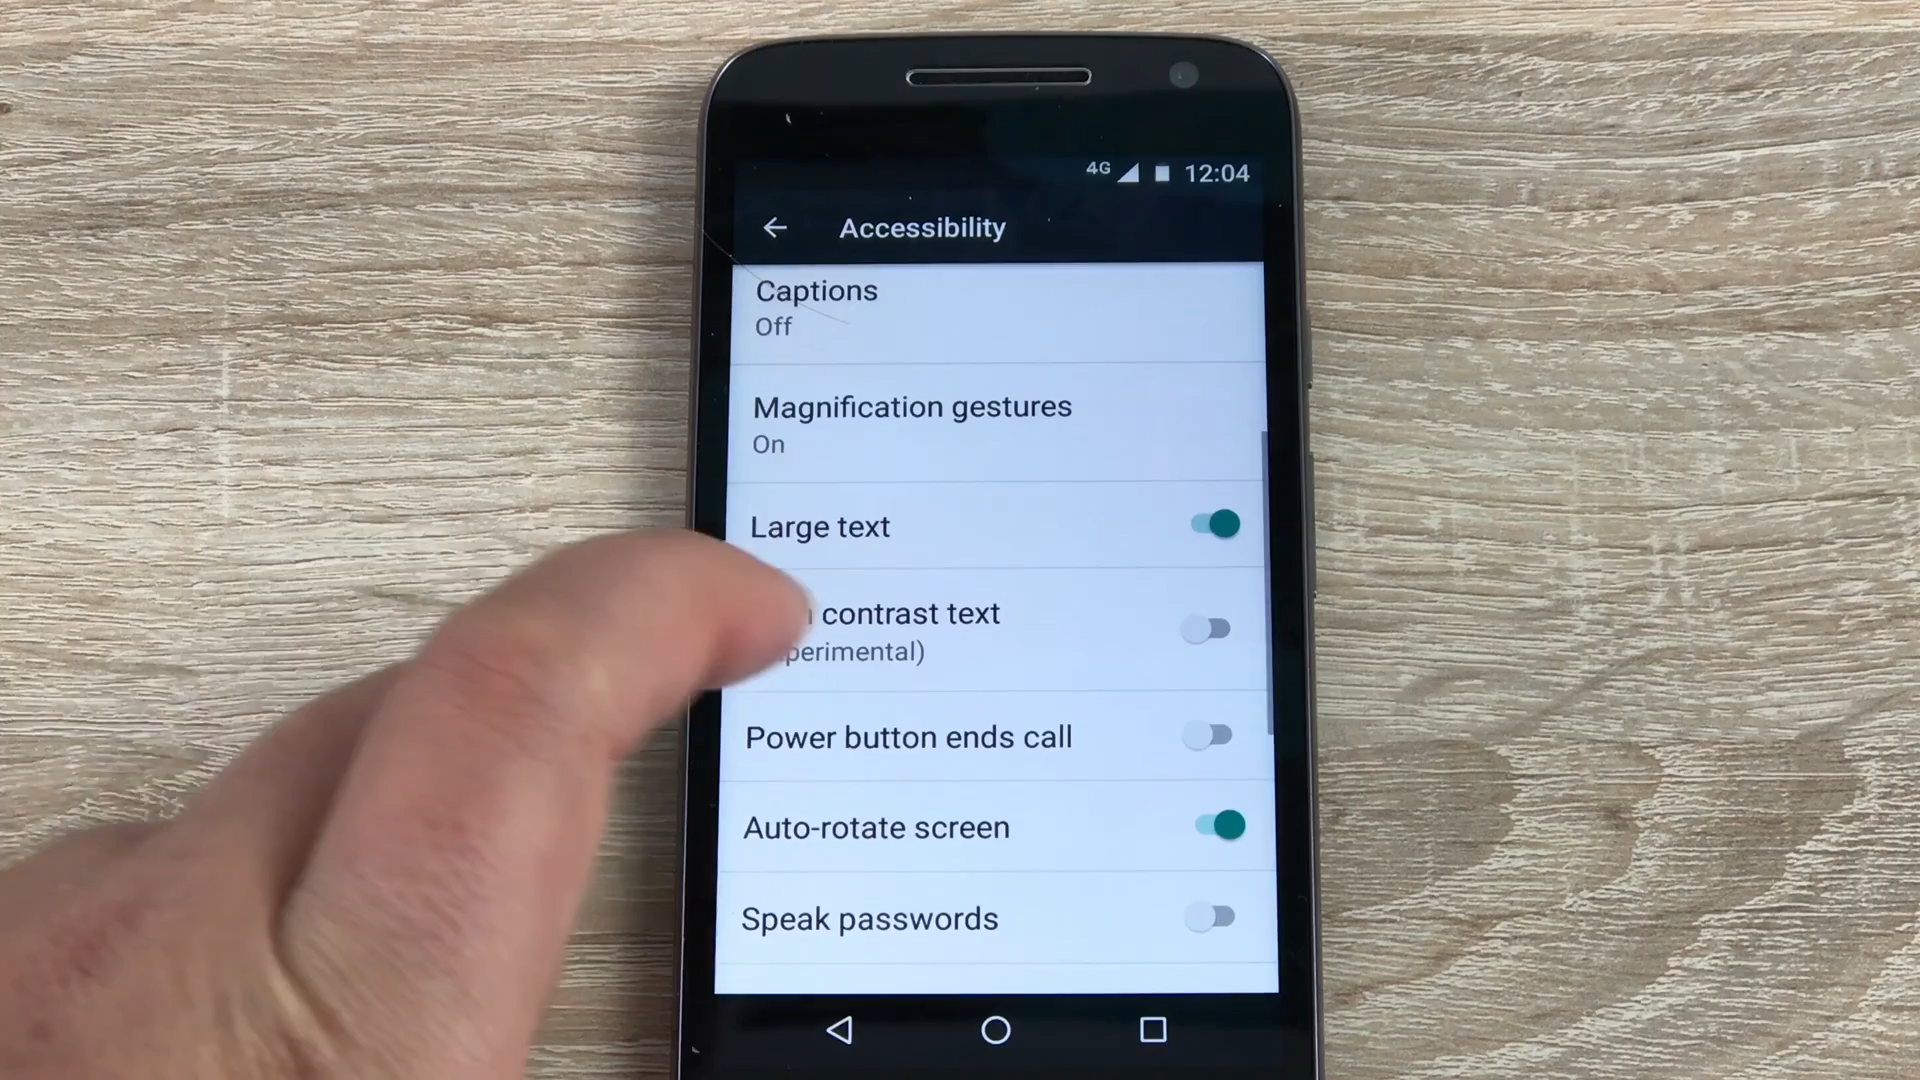 4G 12:04
Accessibility
Captions
Off
Magnification gestures
On
Large text
contrast text
perimental)
Power button ends call
Auto-rotate screen
Speak passwords